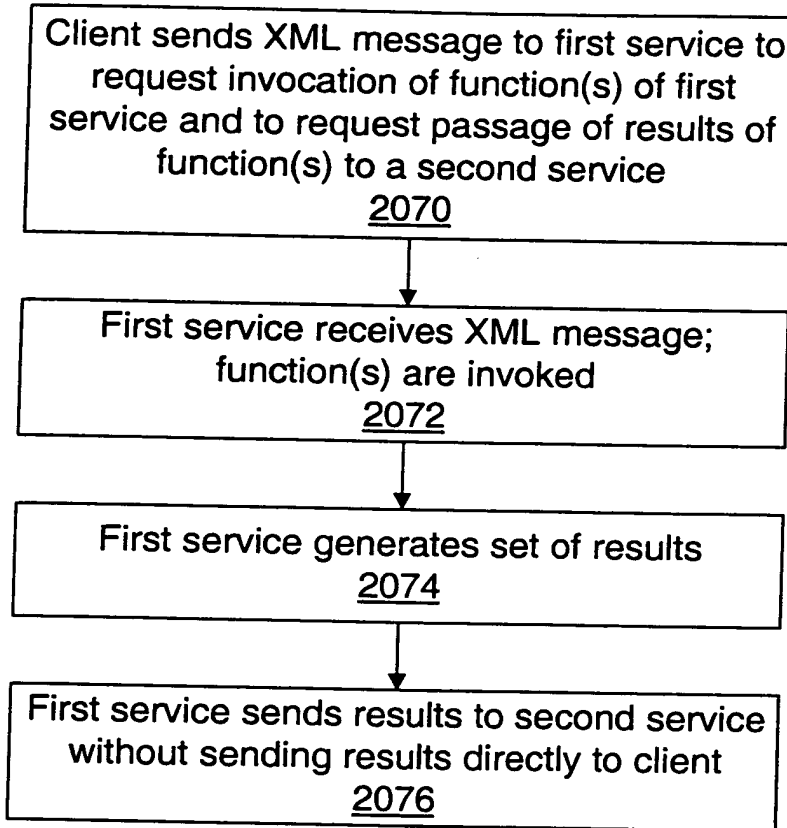 Client sends XML message to first service to
request invocation of function(s) of first
service and to request passage of results of
function(s) to a second service
2070
First service receives XML message;
function(s) are invoked
2072
First service generates set of results
2074
First service sends results to second service
without sending results directly to client
2076